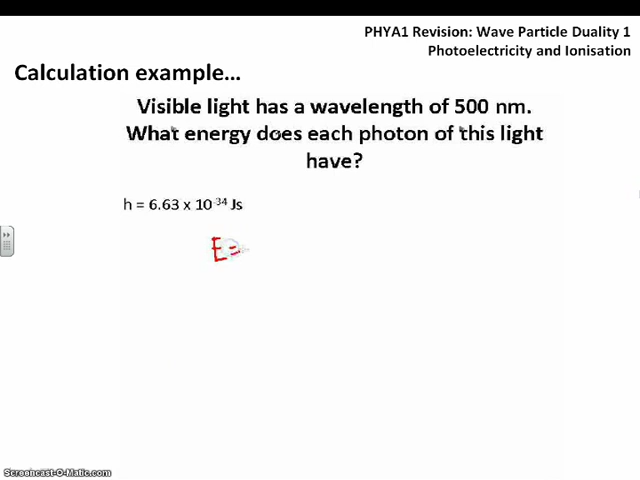 PHYA1 Revision: Wave Particle Duality 1
Photoelectricity and Ionisation
Calculation example...
Visible light has a wavelength of 500 nm.
What energy does each photon of this light
have?
h = 6.63 x 10⁻³⁴ Js
E =
Screencast-O-Matic.com